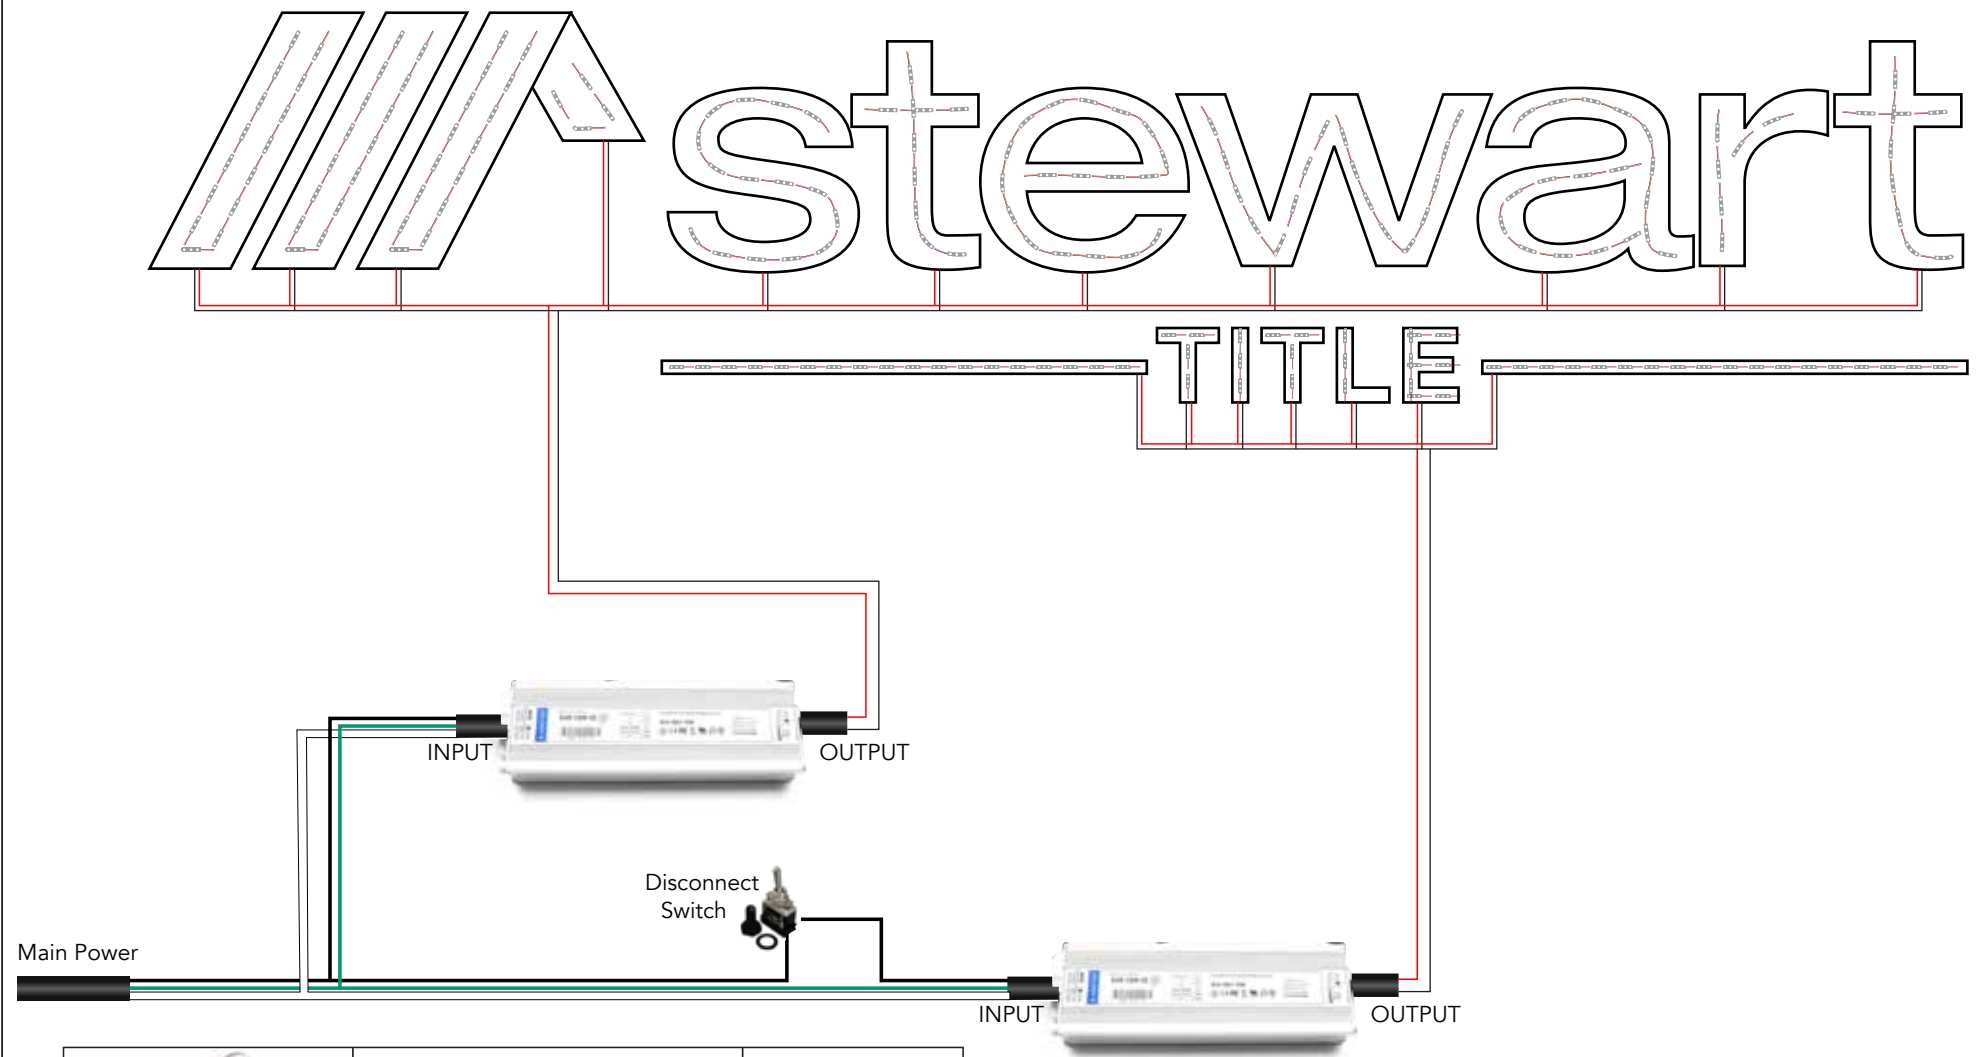 stewart
TITLE
INPUT
OUTPUT
Disconnect
Switch
Main Power
INPUT
OUTPUT